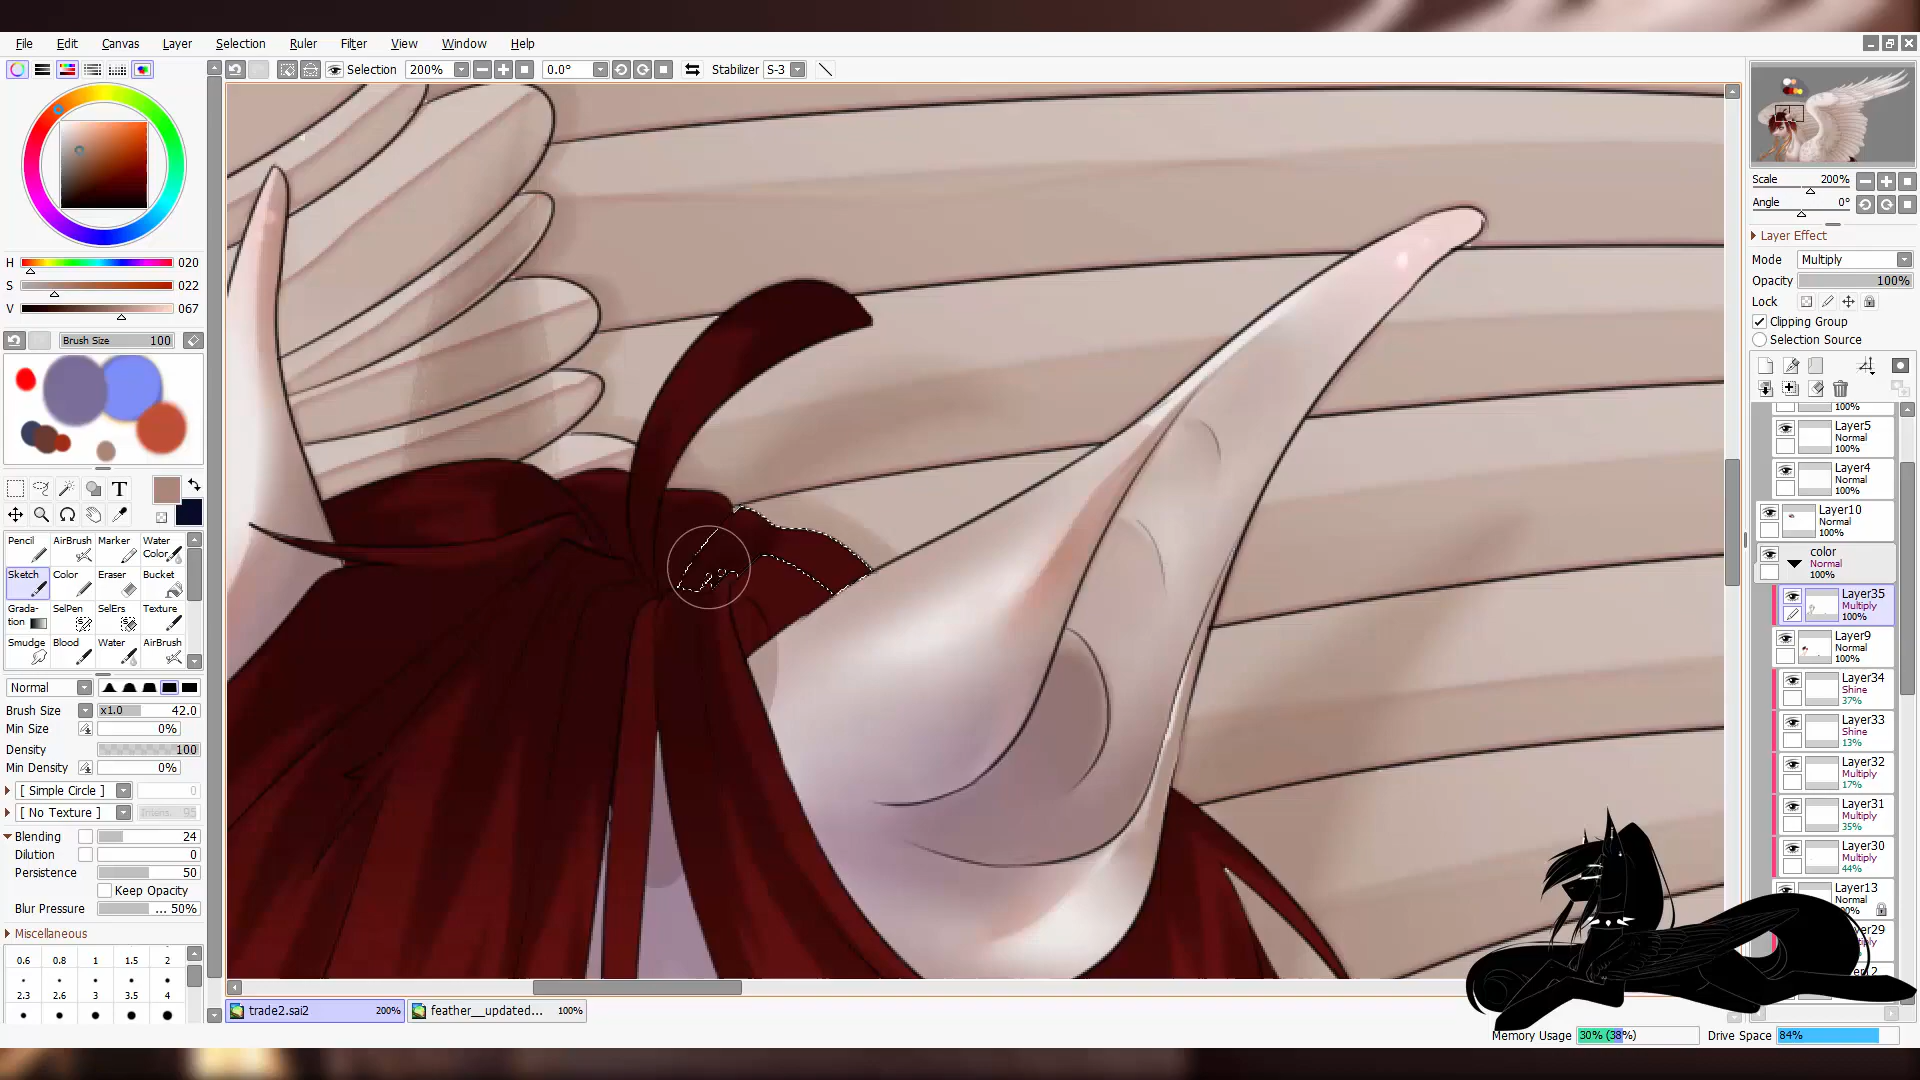 File Edit Canvas Layer Selection Ruler Filter View Window Help
Selection 200% 0.0° Stabilizer S-3
H 020
S 022
V 067
Brush Size 100
T
Pencil AirBrush Marker Water Color
Sketch Color Eraser Bucket
Grada-tion SelPen SelErs Texture
Smudge Blood Water AirBrush
Normal
Brush Size x1.0 42.0
Min Size 0%
Density 100
Min Density 0%
[ Simple Circle ] 0
[ No Texture ] Intens. 95
Blending 24
Dilution 0
Persistence 50
Keep Opacity
Blur Pressure ... 50%
Miscellaneous
0.6 0.8 1 1.5 2
2.3 2.6 3 3.5 4
trade2.sai2 200% feather__updated... 100%
Scale 200%
Angle 0°
Layer Effect
Mode Multiply
Opacity 100%
Lock
Clipping Group
Selection Source
100%
Layer5
Normal
100%
Layer4
Normal
100%
Layer10
Normal
100%
color
Normal
100%
Layer35
Multiply
100%
Layer9
Normal
100%
Layer34
Shine
37%
Layer33
Shine
13%
Layer32
Multiply
17%
Layer31
Multiply
35%
Layer30
Multiply
44%
Layer13
Normal
Memory Usage 30% (38%) Drive Space 84%